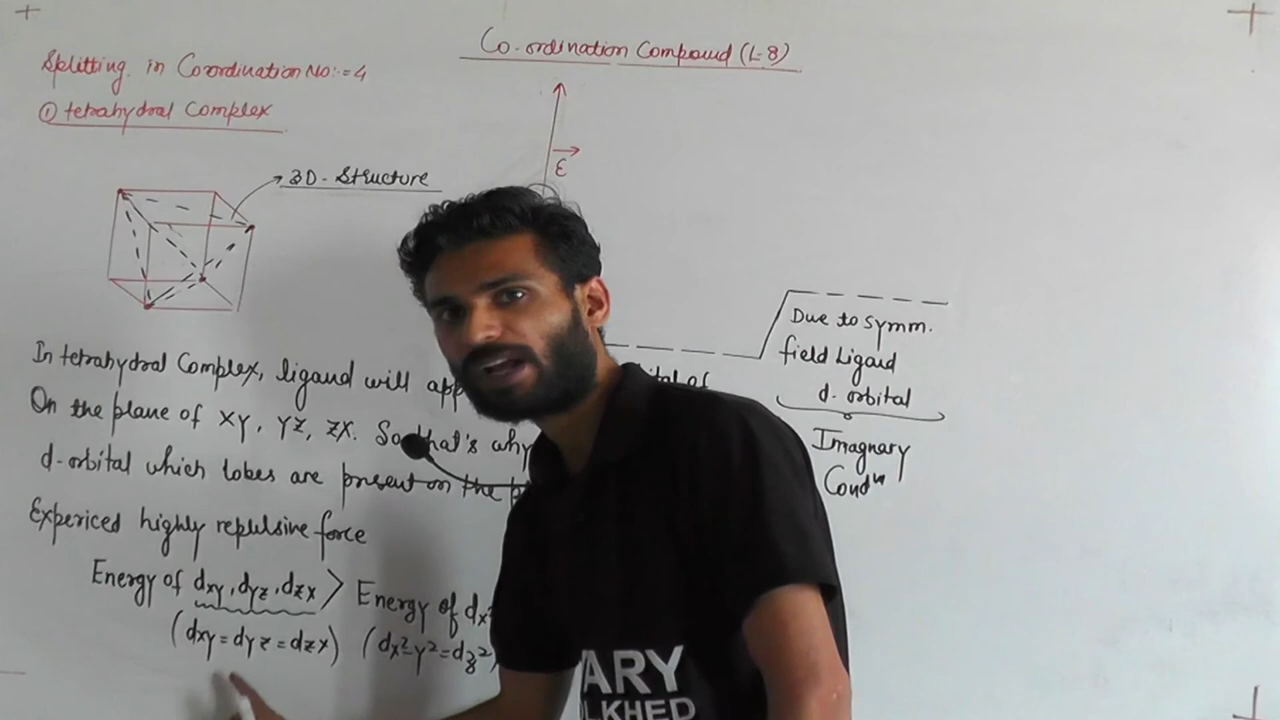 Co-ordination Compound (L-8)
Splitting in Coordination No:=4
① tetrahydral Complex
ε
3D- Structure
Due to Symm.
field Ligand
d. orbital
Imagnary
Condⁿ
In tetrahydral Complex, ligand will app of
On the plane of XY, YZ, ZX. So that's why
d-orbital which lobes are present on the
Expericed highly repulsive force
Energy of dxy, dyz, dzx > Energy of dx²
(dxy = dyz = dzx) (dx²-y² = dz²)
ARY
LKHED